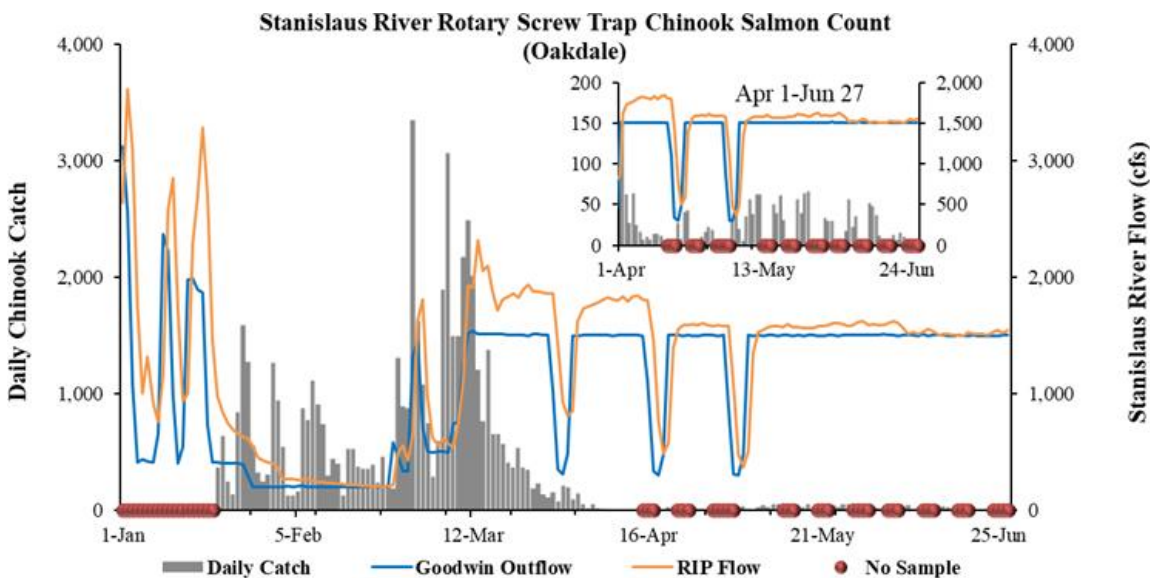 Stanislaus River Rotary Screw Trap Chinook Salmon Count
(Oakdale)
4,000
3,000
2,000
1,000
0
Daily Chinook Catch
4,000
3,000
2,000
1,000
0
Stanislaus River Flow (cfs)
1-Jan 5-Feb 12-Mar 16-Apr 21-May 25-Jun
Apr 1-Jun 27
200
150
100
50
0
2,000
1,500
1,000
500
0
1-Apr 13-May 24-Jun
Daily Catch Goodwin Outflow RIP Flow No Sample